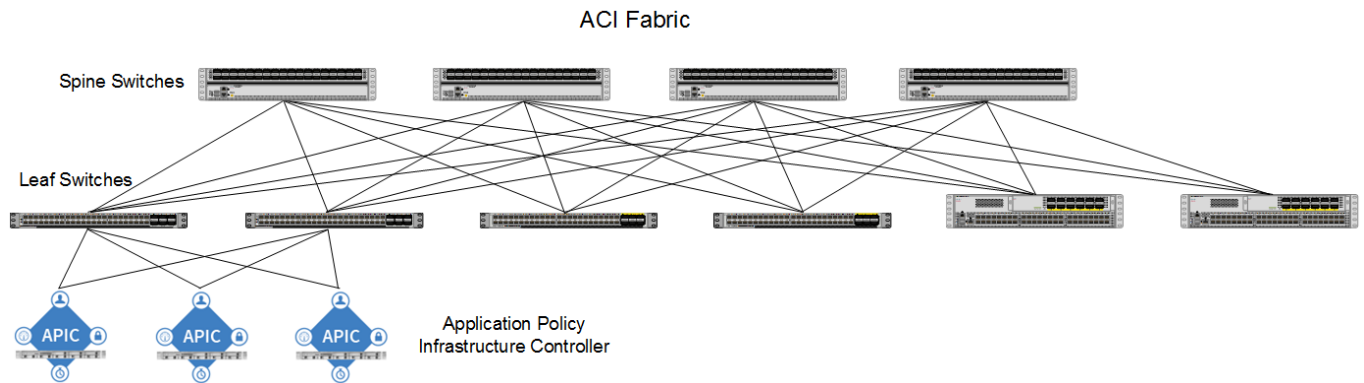 ACI Fabric
Spine Switches
Leaf Switches
APIC
APIC
APIC
Application Policy
Infrastructure Controller